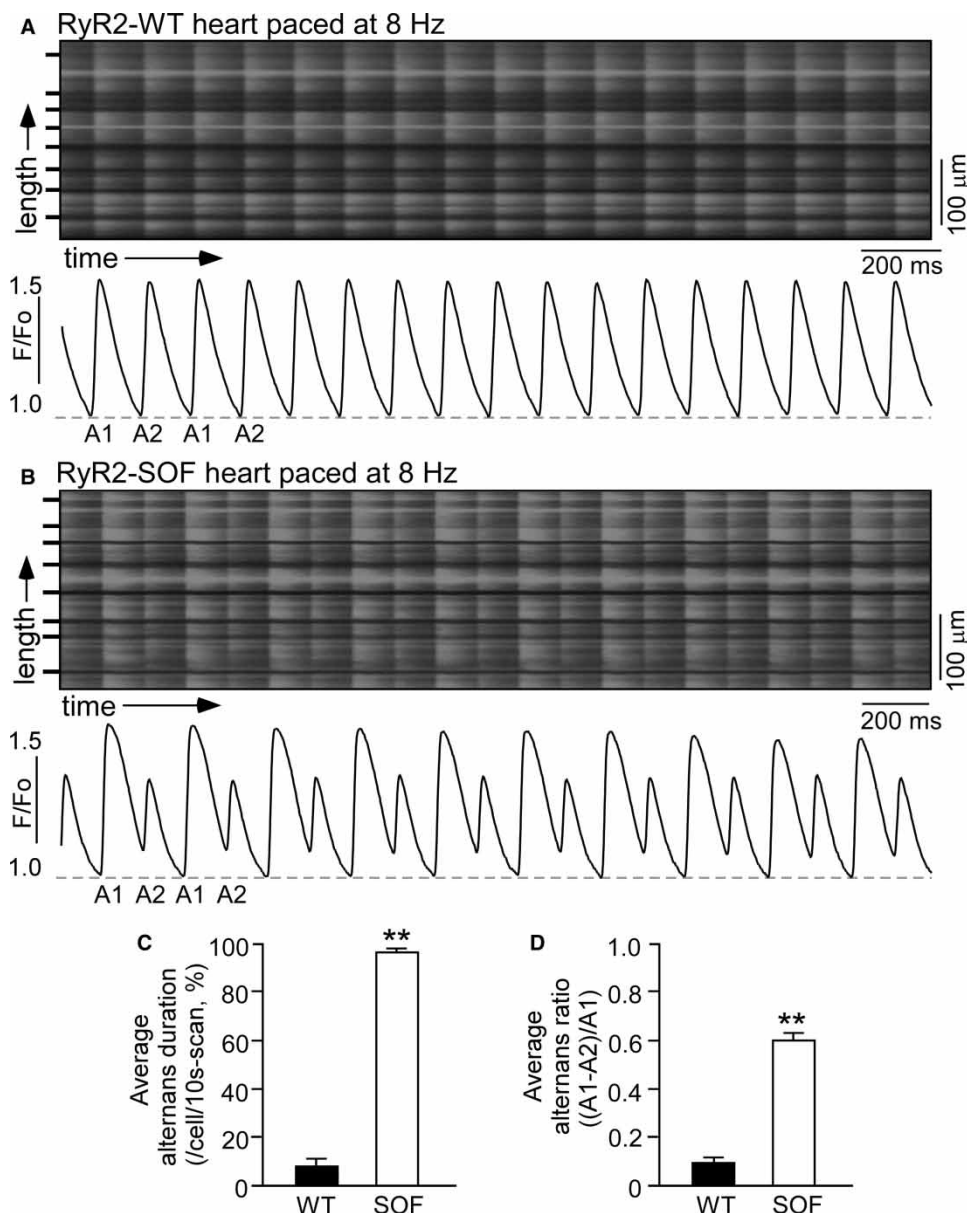 A RyR2-WT heart paced at 8 Hz
length
100 μm
time
200 ms
1.5
F/Fo
1.0
A1 A2 A1 A2
B RyR2-SOF heart paced at 8 Hz
length
100 μm
time
200 ms
1.5
F/Fo
1.0
A1 A2 A1 A2
C
Average
alternans duration
(/cell/10s-scan, %)
100
80
60
40
20
0
**
WT SOF
D
Average
alternans ratio
((A1-A2)/A1)
1.0
0.8
0.6
0.4
0.2
0
**
WT SOF